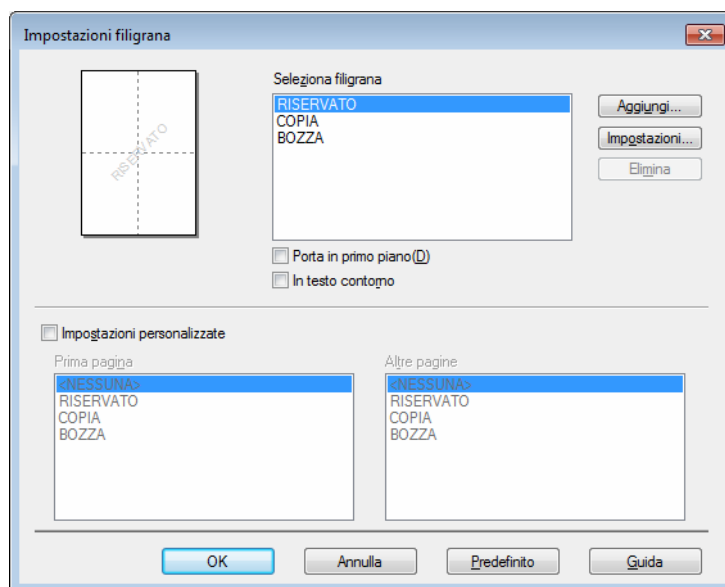 Impostazioni filigrana
RISERVATO
Seleziona filigrana
RISERVATO
COPIA
BOZZA
Aggiungi...
Impostazioni...
Elimina
Porta in primo piano(D)
In testo contorno
Impostazioni personalizzate
Prima pagina
<NESSUNA>
RISERVATO
COPIA
BOZZA
Altre pagine
<NESSUNA>
RISERVATO
COPIA
BOZZA
OK
Annulla
Predefinito
Guida